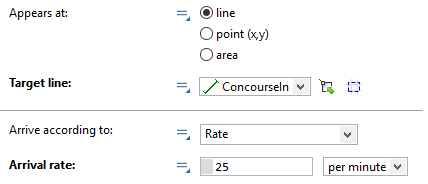 Appears at:
line
point (x,y)
area
Target line:
ConcourseIn
Arrive according to:
Rate
Arrival rate:
25
per minute